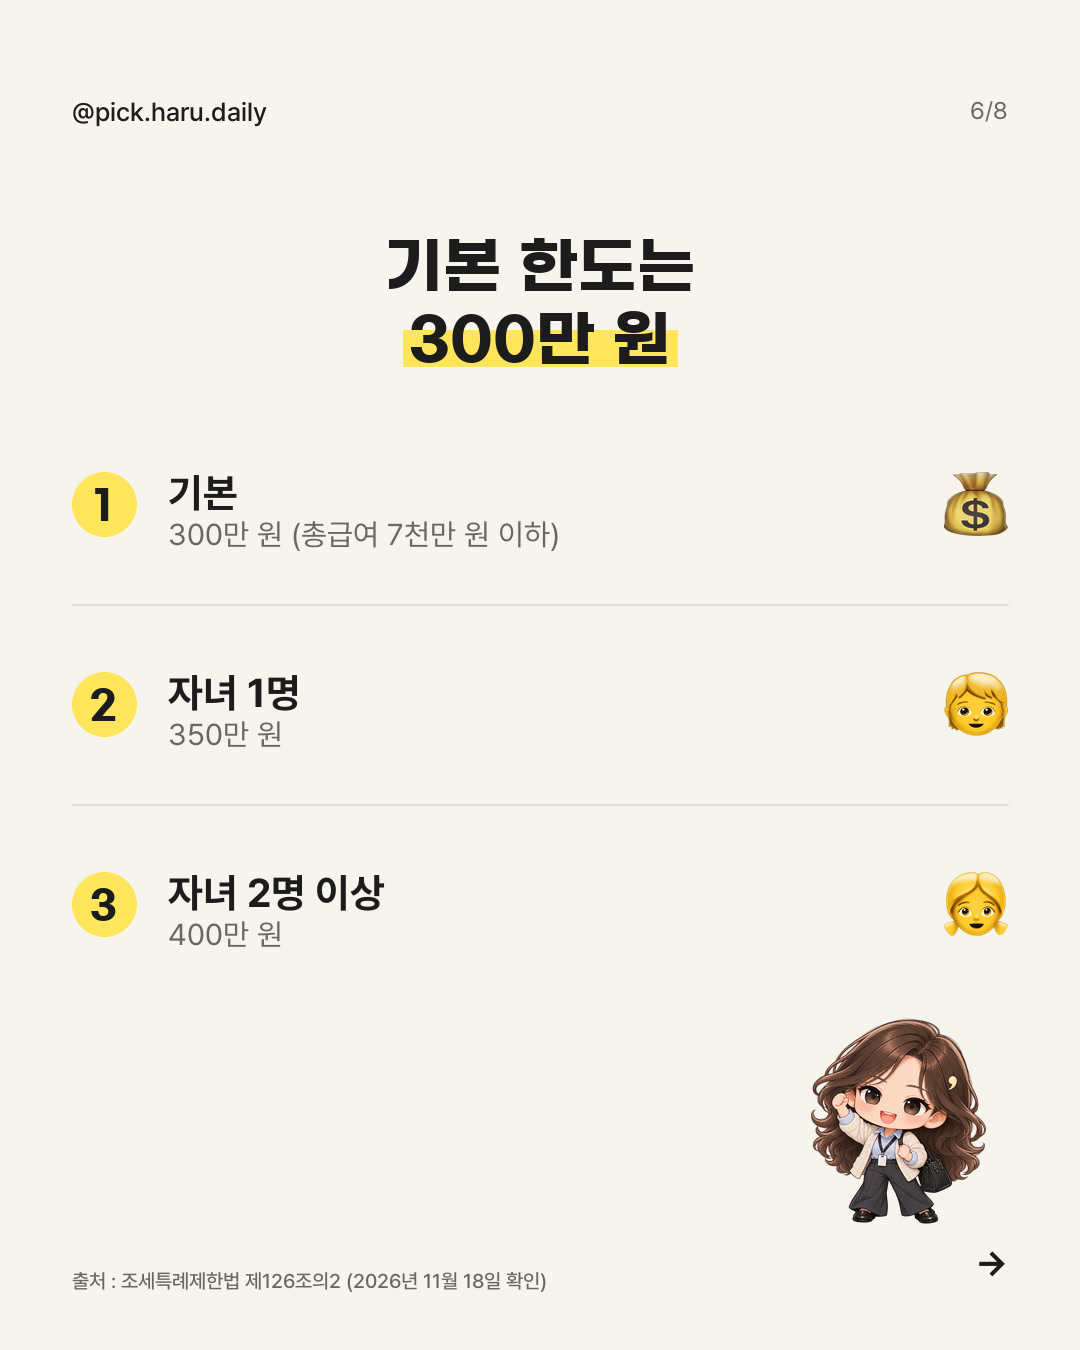 @pick.haru.daily
6/8
기본 한도는
300만 원
1
기본
300만 원 (총급여 7천만 원 이하)
2
자녀 1명
350만 원
3
자녀 2명 이상
400만 원
출처 : 조세특례제한법 제126조의2 (2026년 11월 18일 확인)